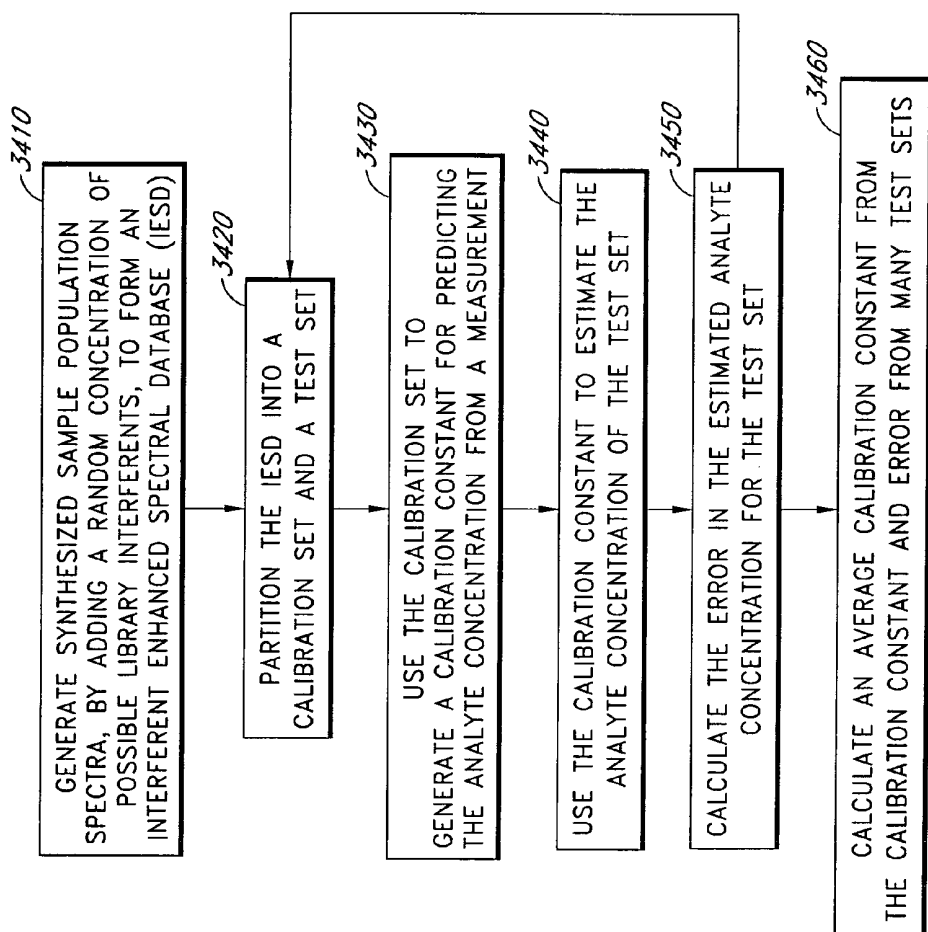 3410
GENERATE SYNTHESIZED SAMPLE POPULATION
SPECTRA, BY ADDING A RANDOM CONCENTRATION OF
POSSIBLE LIBRARY INTERFERENTS, TO FORM AN
INTERFERENT ENHANCED SPECTRAL DATABASE (IESD)
3420
PARTITION THE IESD INTO A
CALIBRATION SET AND A TEST SET
3430
USE THE CALIBRATION SET TO
GENERATE A CALIBRATION CONSTANT FOR PREDICTING
THE ANALYTE CONCENTRATION FROM A MEASUREMENT
3440
USE THE CALIBRATION CONSTANT TO ESTIMATE THE
ANALYTE CONCENTRATION OF THE TEST SET
3450
CALCULATE THE ERROR IN THE ESTIMATED ANALYTE
CONCENTRATION FOR THE TEST SET
3460
CALCULATE AN AVERAGE CALIBRATION CONSTANT FROM
THE CALIBRATION CONSTANT AND ERROR FROM MANY TEST SETS